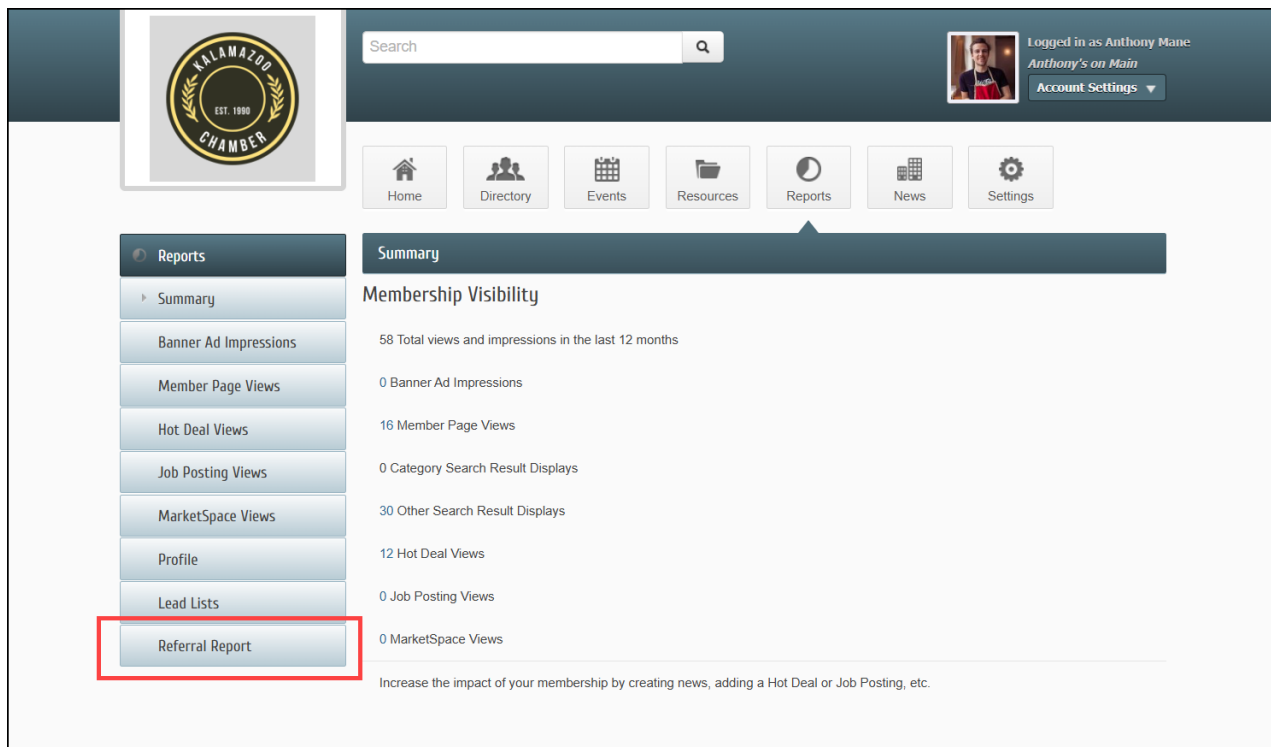 KALAMAZOO
EST. 1990
CHAMBER
Search
Logged in as Anthony Mane
Anthony's on Main
Account Settings
Home
Directory
Events
Resources
Reports
News
Settings
Reports
Summary
Banner Ad Impressions
Member Page Views
Hot Deal Views
Job Posting Views
MarketSpace Views
Profile
Lead Lists
Referral Report
Summary
Membership Visibility
58 Total views and impressions in the last 12 months
0 Banner Ad Impressions
16 Member Page Views
0 Category Search Result Displays
30 Other Search Result Displays
12 Hot Deal Views
0 Job Posting Views
0 MarketSpace Views
Increase the impact of your membership by creating news, adding a Hot Deal or Job Posting, etc.